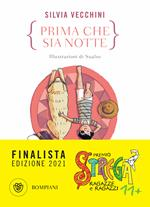 SILVIA VECCHINI
{ PRIMA CHE }
{ SIA NOTTE }
Illustrazioni di Sualzo
FINALISTA
EDIZIONE 2021
BOMPIANI
PREMIO
STREGA
RAGAZZE E RAGAZZI
11+